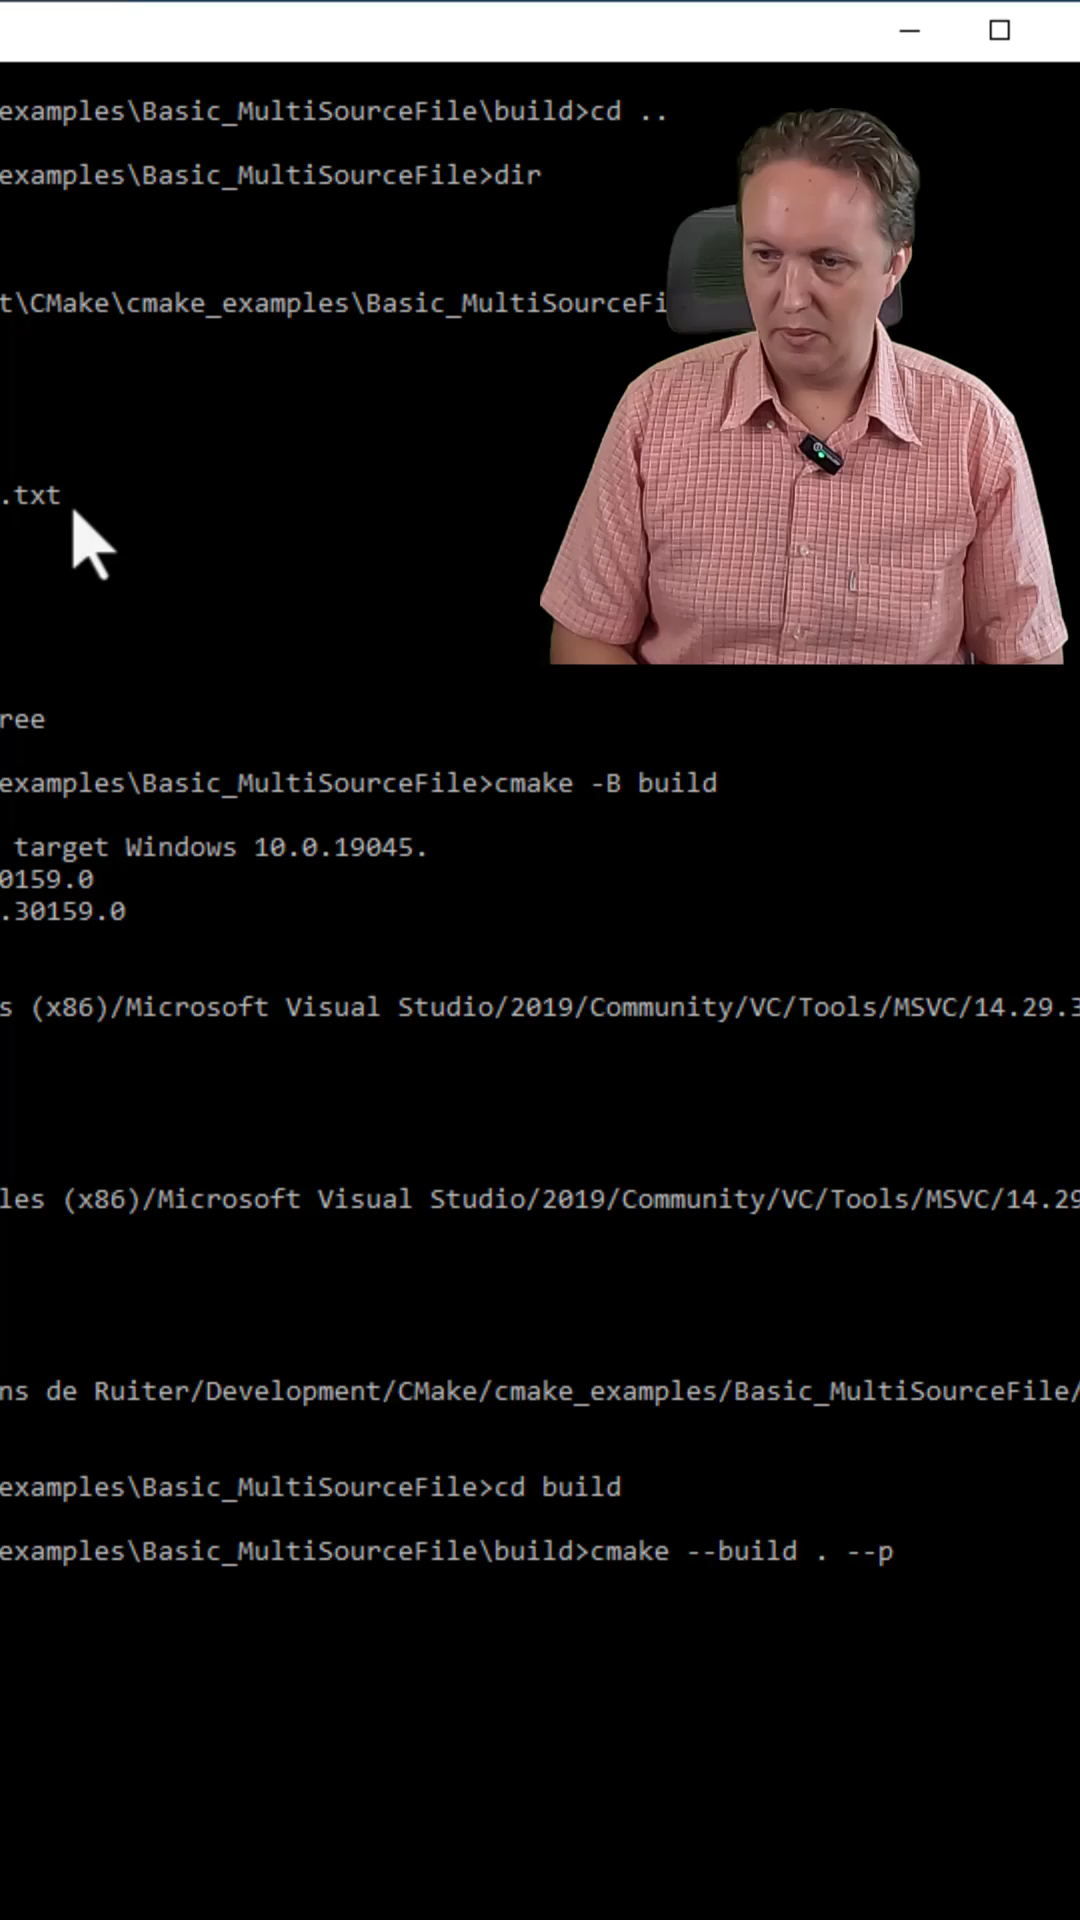 examples\Basic_MultiSourceFile\build>cd ..
examples\Basic_MultiSourceFile>dir
t\CMake\cmake_examples\Basic_MultiSourceFi
.txt
ree
examples\Basic_MultiSourceFile>cmake -B build
target Windows 10.0.19045.
0159.0
.30159.0
s (x86)/Microsoft Visual Studio/2019/Community/VC/Tools/MSVC/14.29.3
les (x86)/Microsoft Visual Studio/2019/Community/VC/Tools/MSVC/14.29
ns de Ruiter/Development/CMake/cmake_examples/Basic_MultiSourceFile/
examples\Basic_MultiSourceFile>cd build
examples\Basic_MultiSourceFile\build>cmake --build . --p